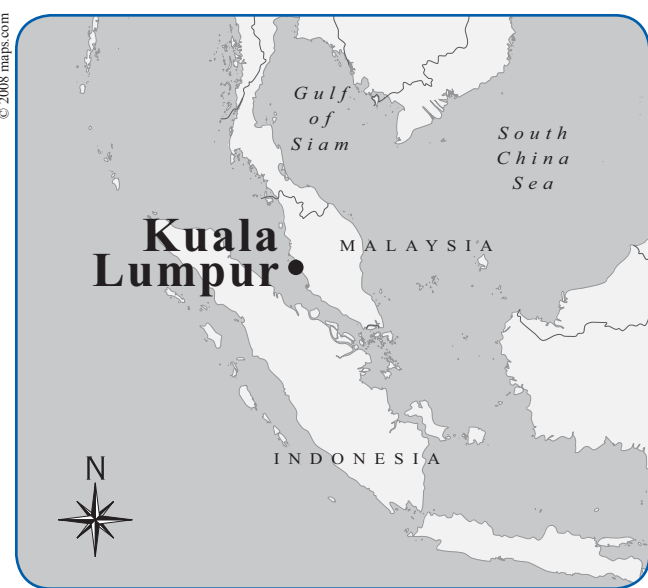 © 2008 maps.com
Gulf
of
Siam
South
China
Sea
Kuala
Lumpur
MALAYSIA
INDONESIA
N